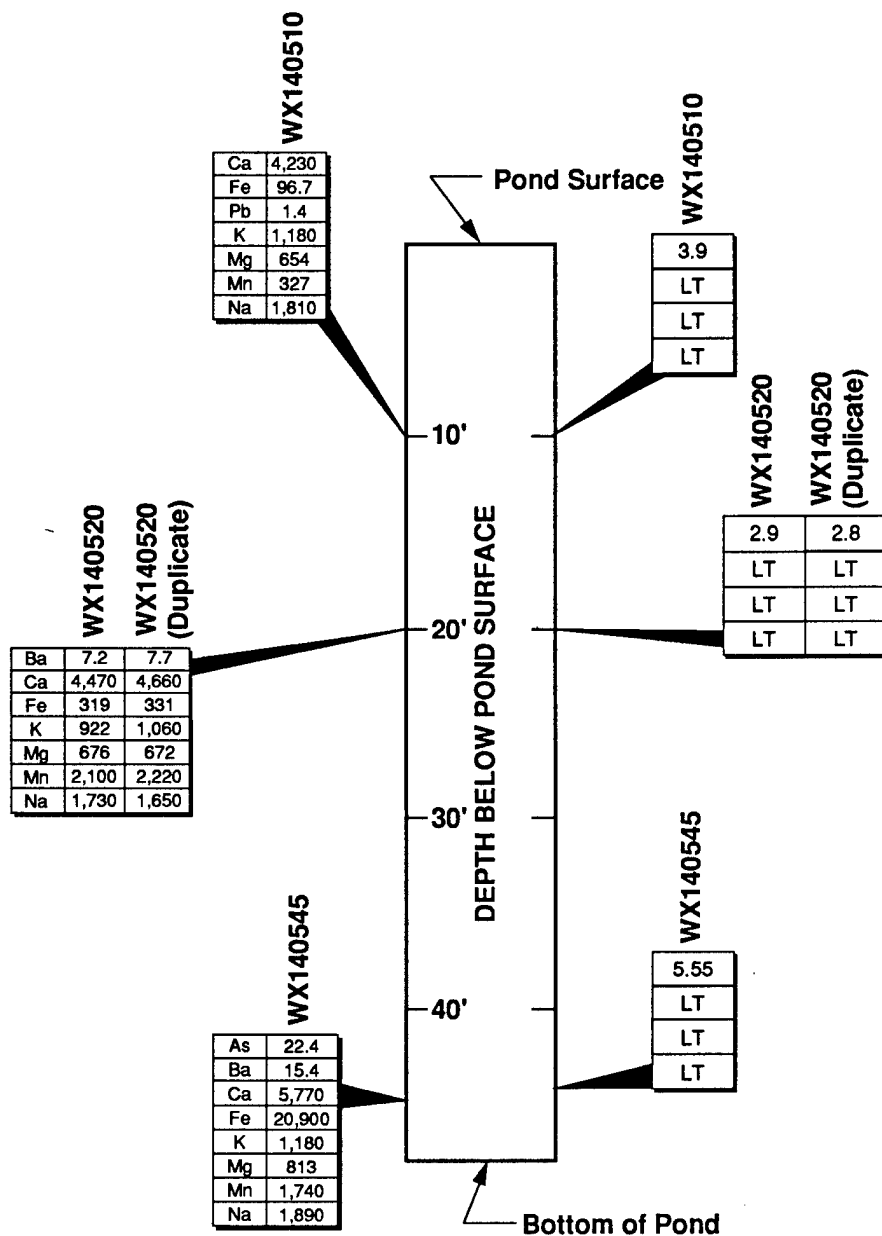 WX140510
Ca 4,230
Fe 96.7
Pb 1.4
K 1,180
Mg 654
Mn 327
Na 1,810
Pond Surface
WX140510
3.9
LT
LT
LT
10'
WX140520 WX140520
(Duplicate)
2.9 2.8
LT LT
LT LT
LT LT
DEPTH BELOW POND SURFACE
20'
WX140520 WX140520
(Duplicate)
Ba 7.2 7.7
Ca 4,470 4,660
Fe 319 331
K 922 1,060
Mg 676 672
Mn 2,100 2,220
Na 1,730 1,650
30'
40'
WX140545
As 22.4
Ba 15.4
Ca 5,770
Fe 20,900
K 1,180
Mg 813
Mn 1,740
Na 1,890
WX140545
5.55
LT
LT
LT
Bottom of Pond